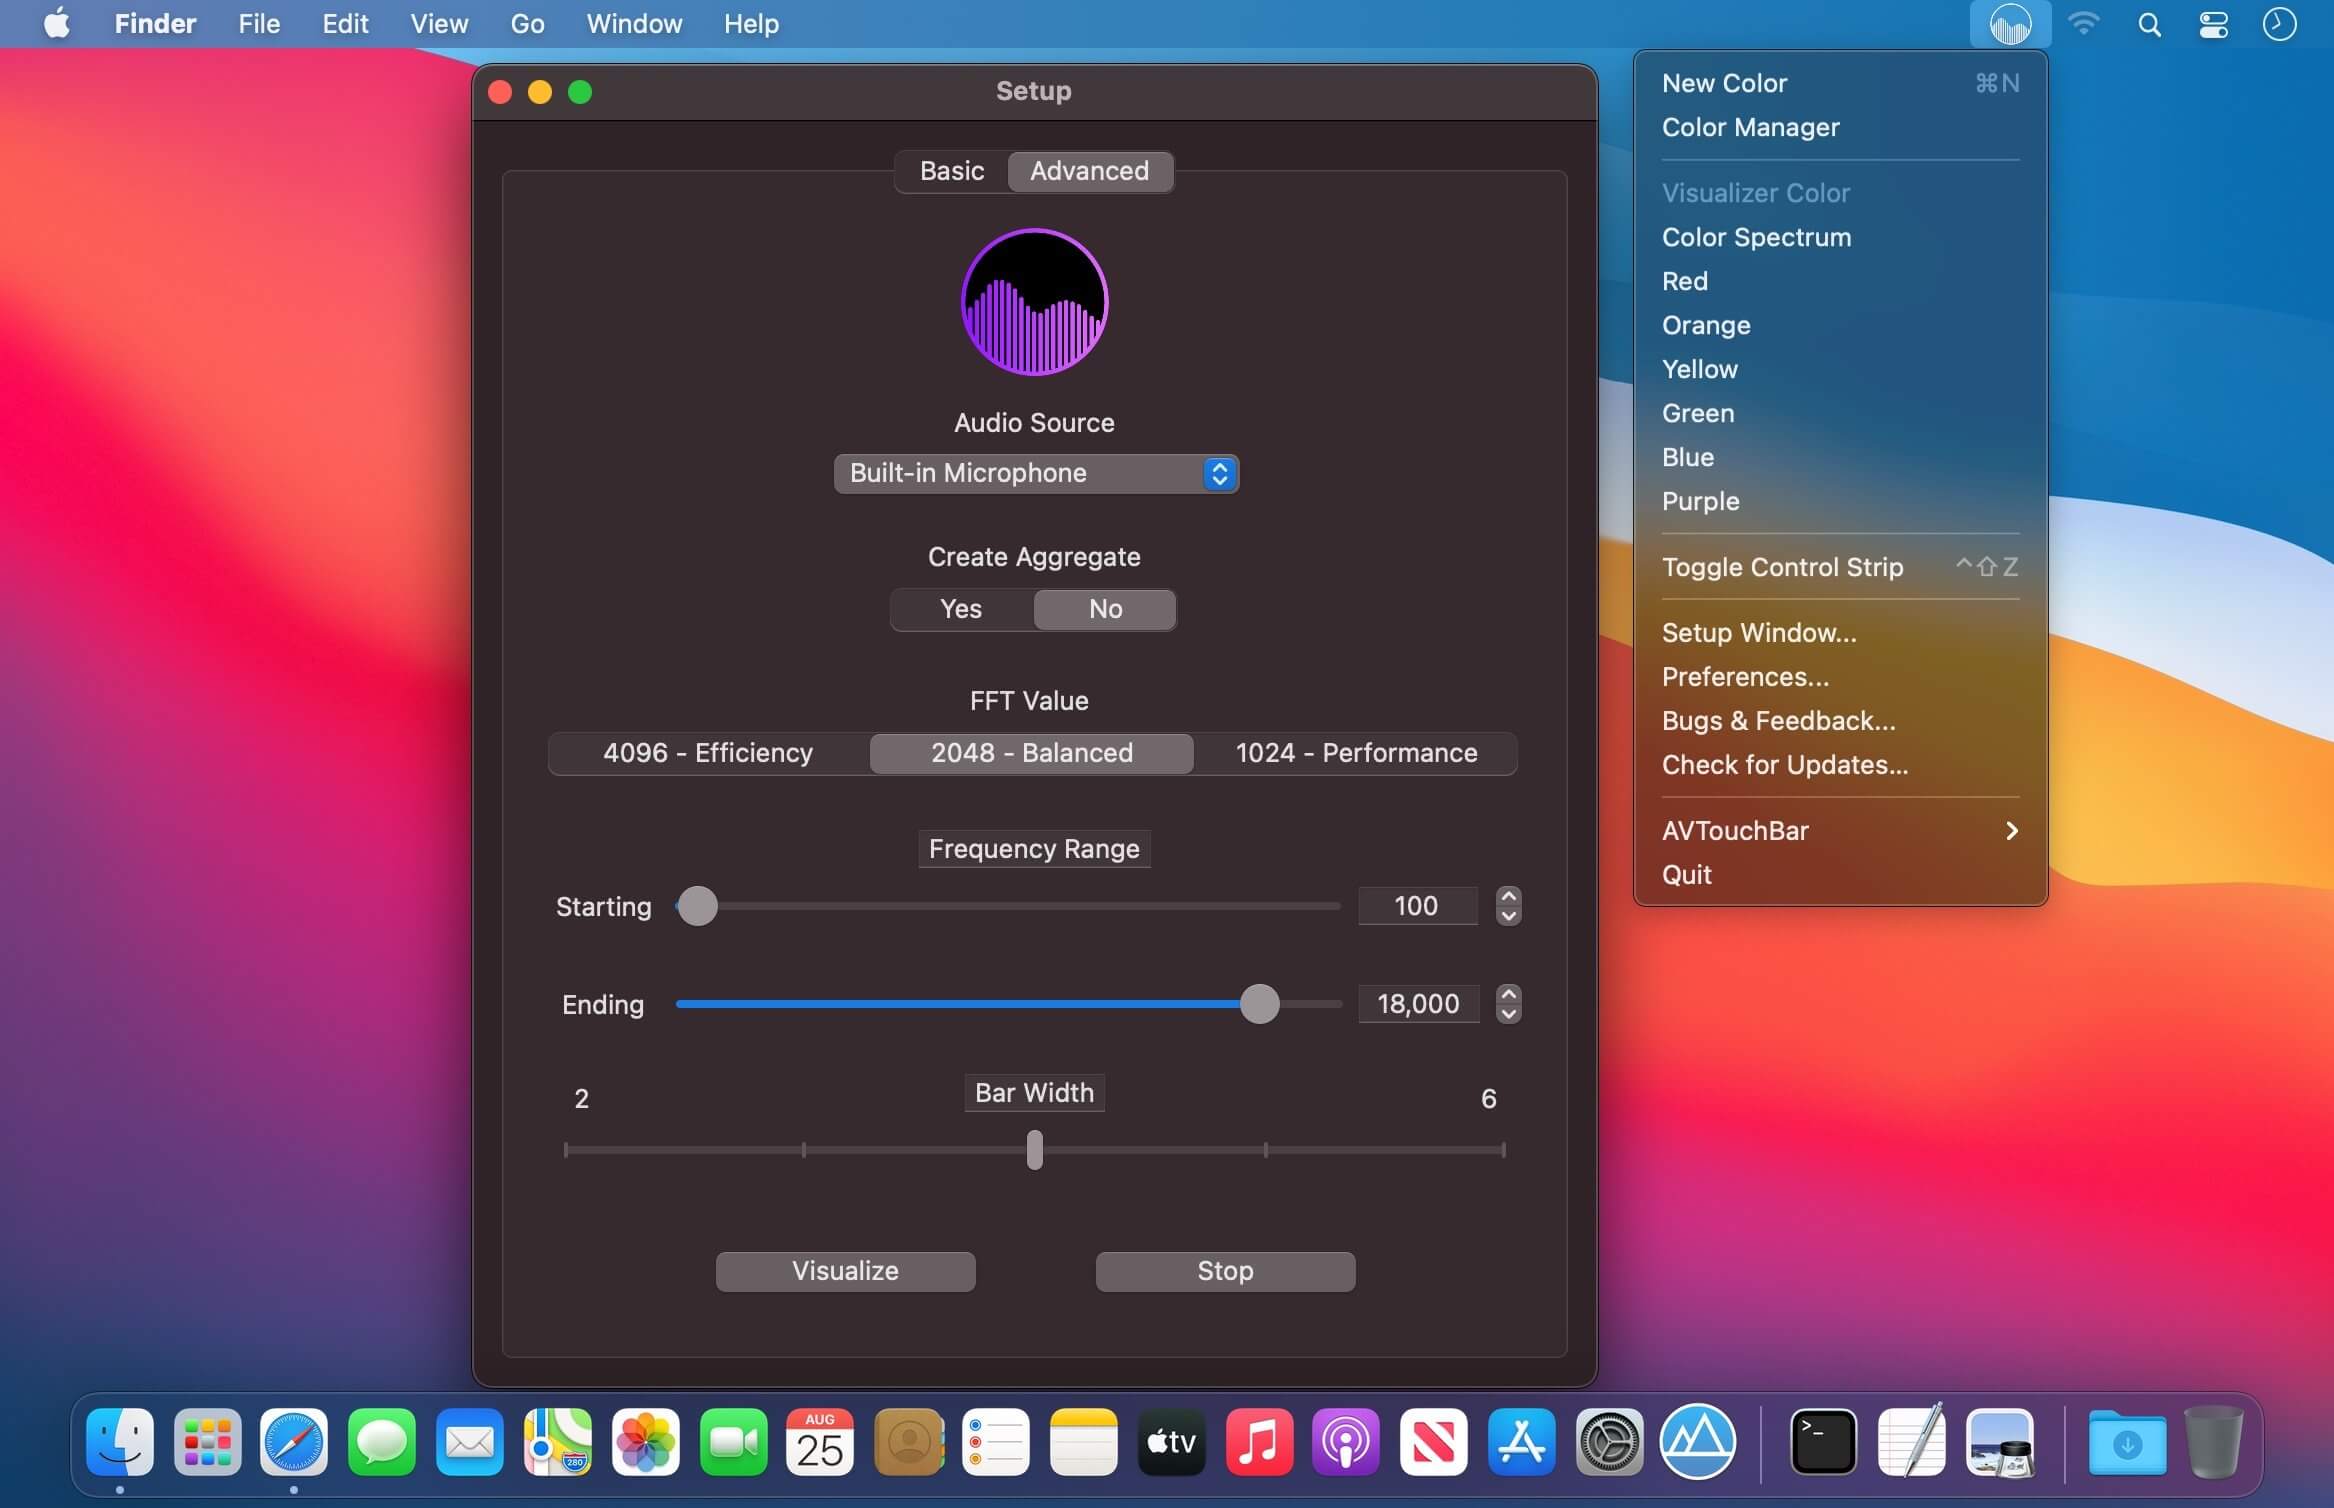 Finder File Edit View Go Window Help
Setup
Basic Advanced
Audio Source
Built-in Microphone
Create Aggregate
Yes No
FFT Value
4096 - Efficiency 2048 - Balanced 1024 - Performance
Frequency Range
Starting 100
Ending 18,000
2 Bar Width 6
Visualize Stop
New Color ⌘N
Color Manager
Visualizer Color
Color Spectrum
Red
Orange
Yellow
Green
Blue
Purple
Toggle Control Strip ^⇧Z
Setup Window...
Preferences...
Bugs & Feedback...
Check for Updates...
AVTouchBar
Quit
280
AUG
25
tv
>_